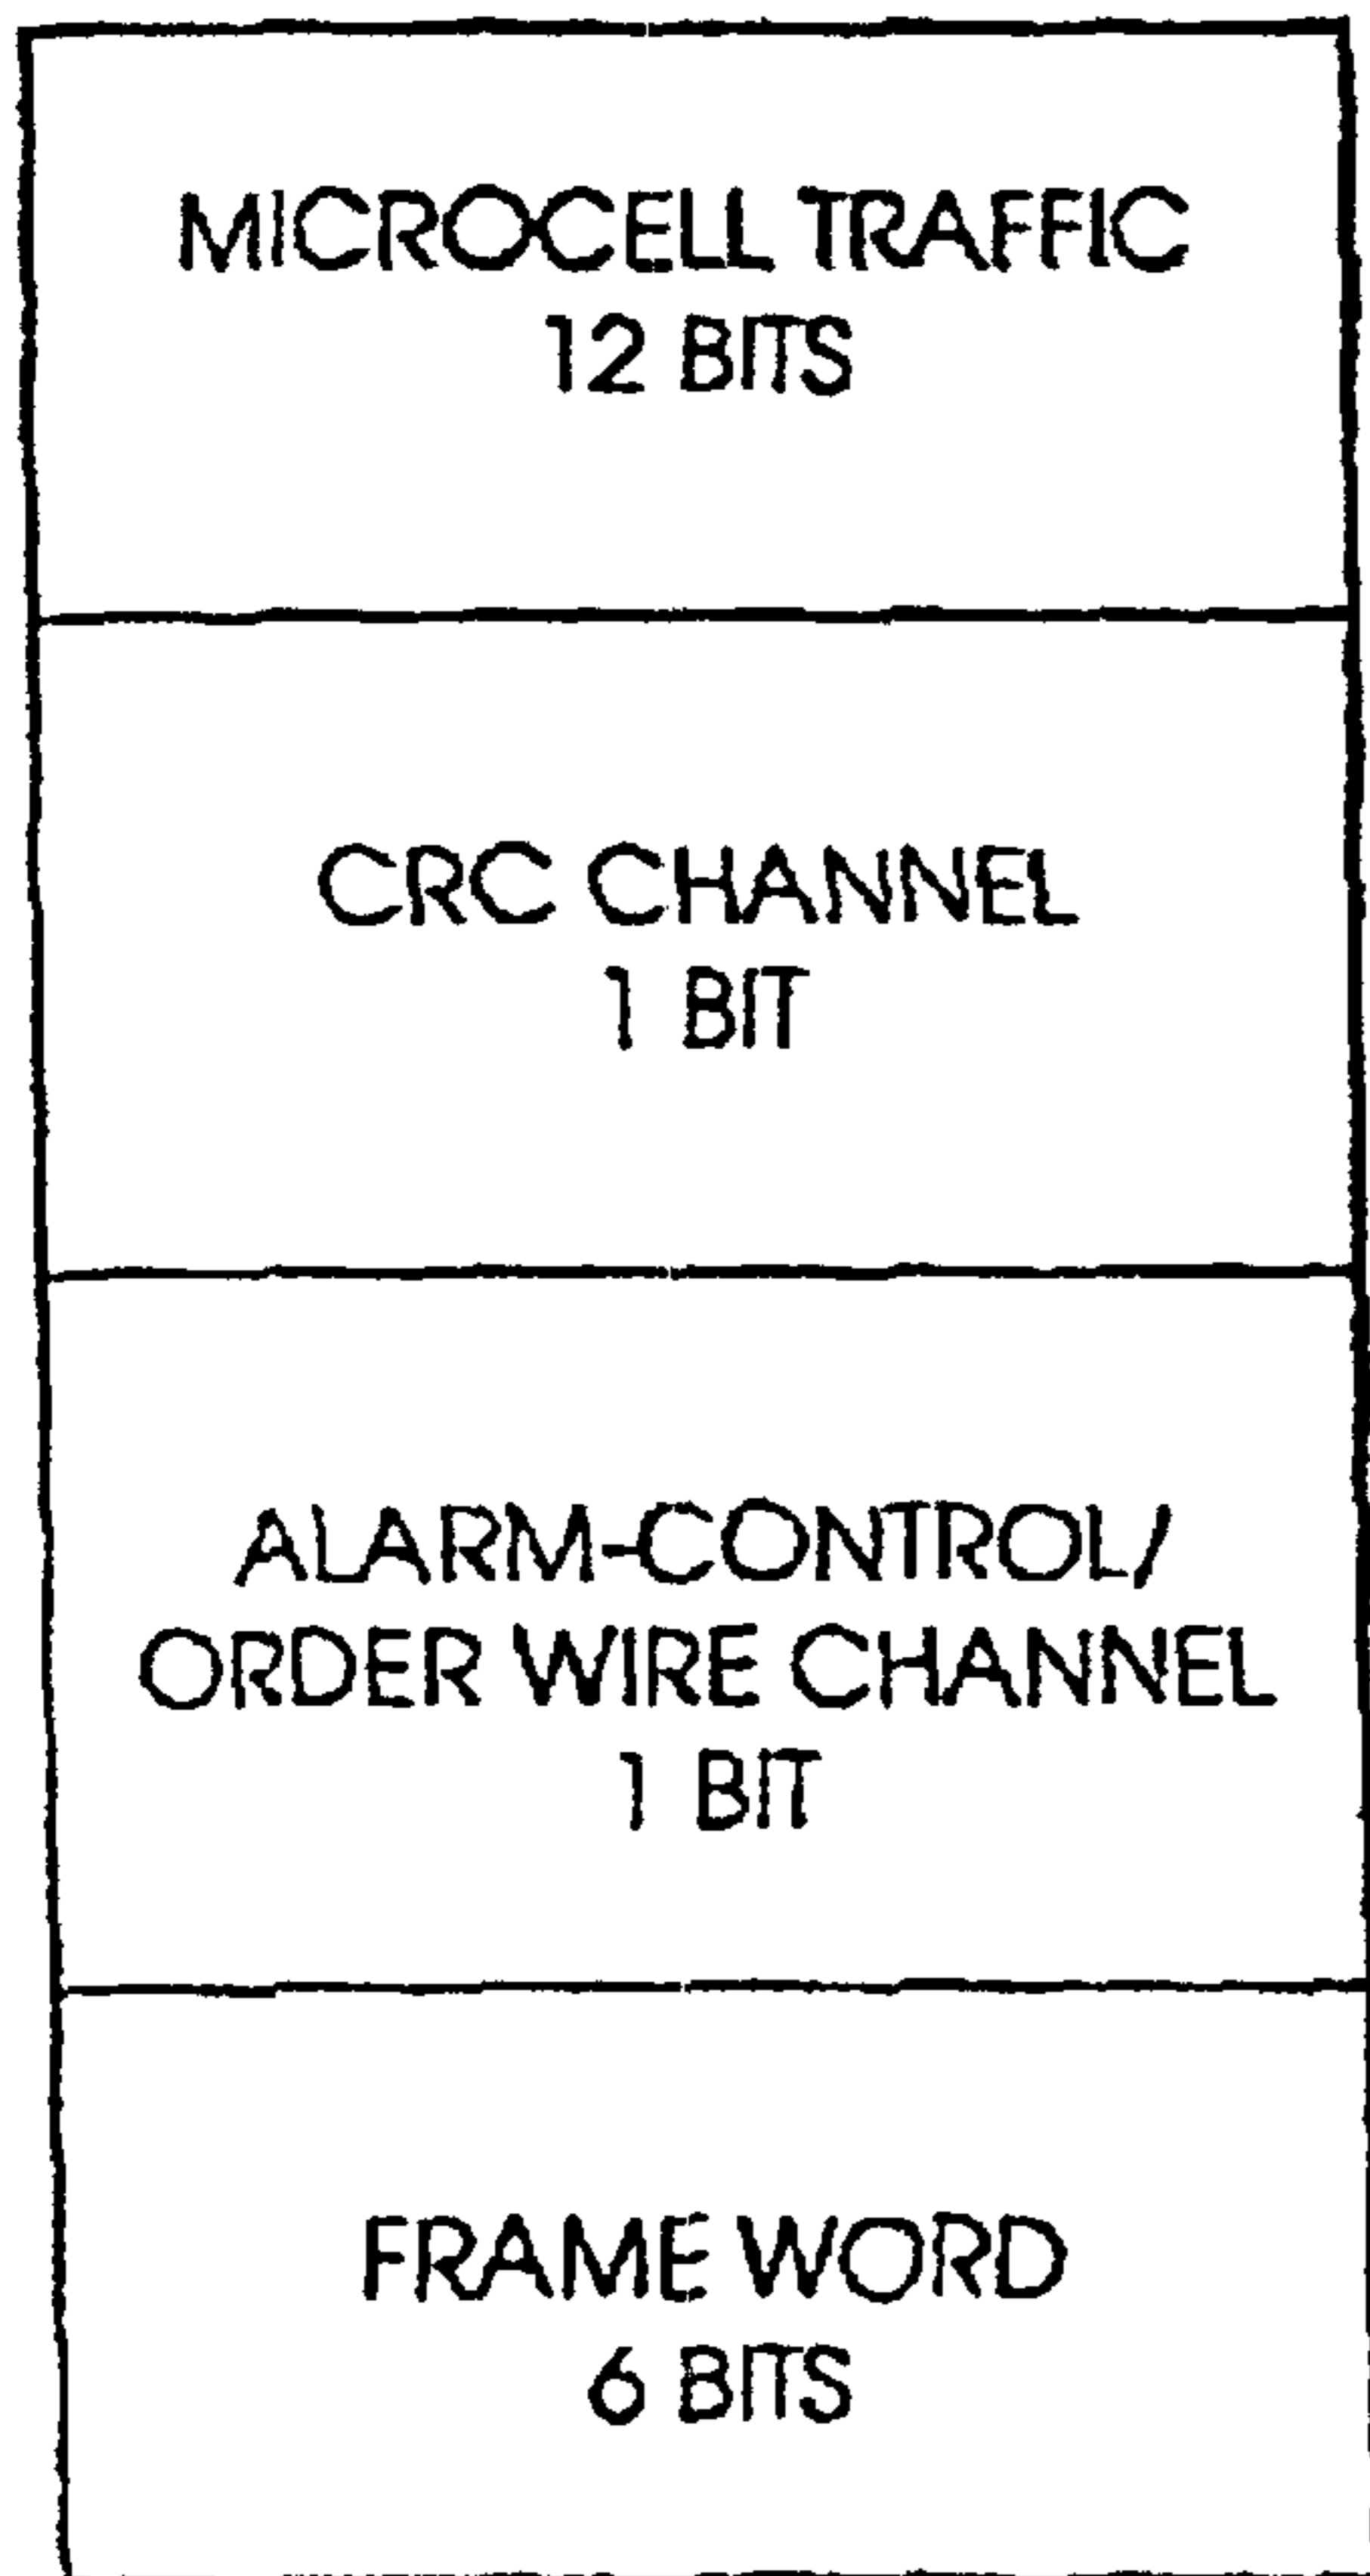 MICROCELL TRAFFIC
12 BITS
CRC CHANNEL
1 BIT
ALARM-CONTROL/
ORDER WIRE CHANNEL
1 BIT
FRAME WORD
6 BITS